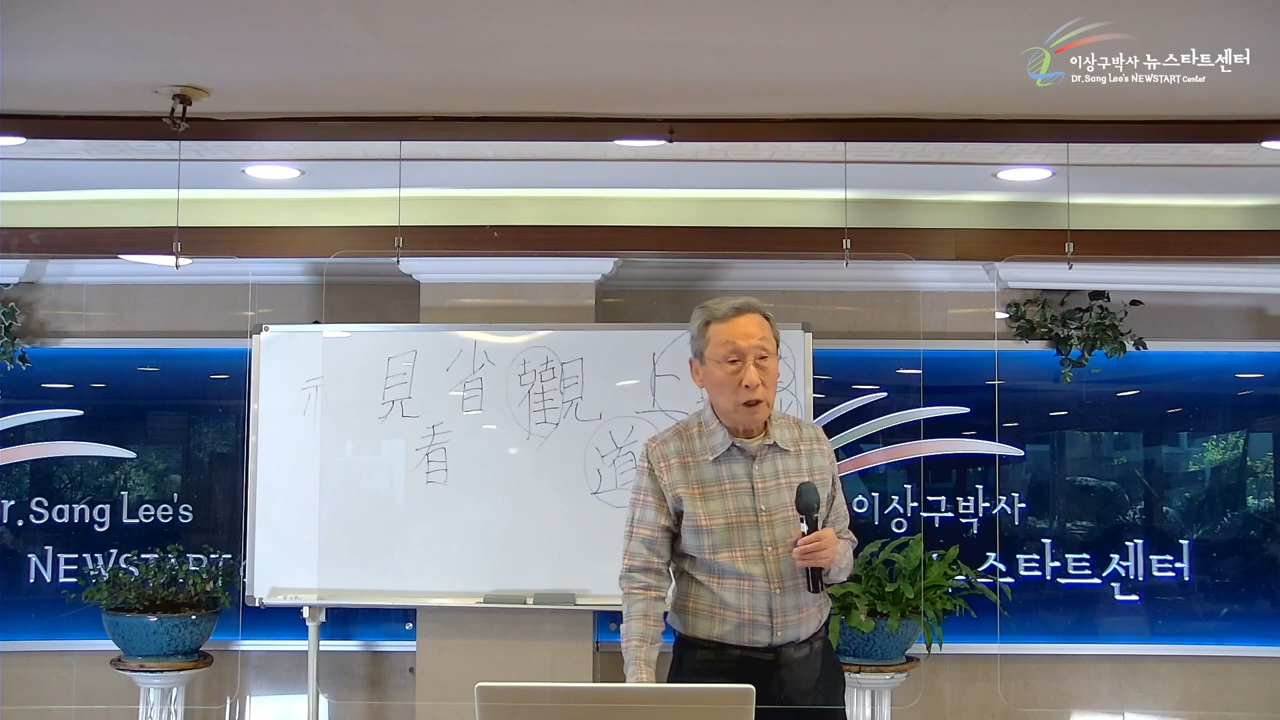 이상구박사 뉴스타트센터
Dr. Sang Lee's NEWSTART Center
示 見 省 觀 上
看 道
r. Sang Lee's
NEWSTART
이상구박사
스타트센터